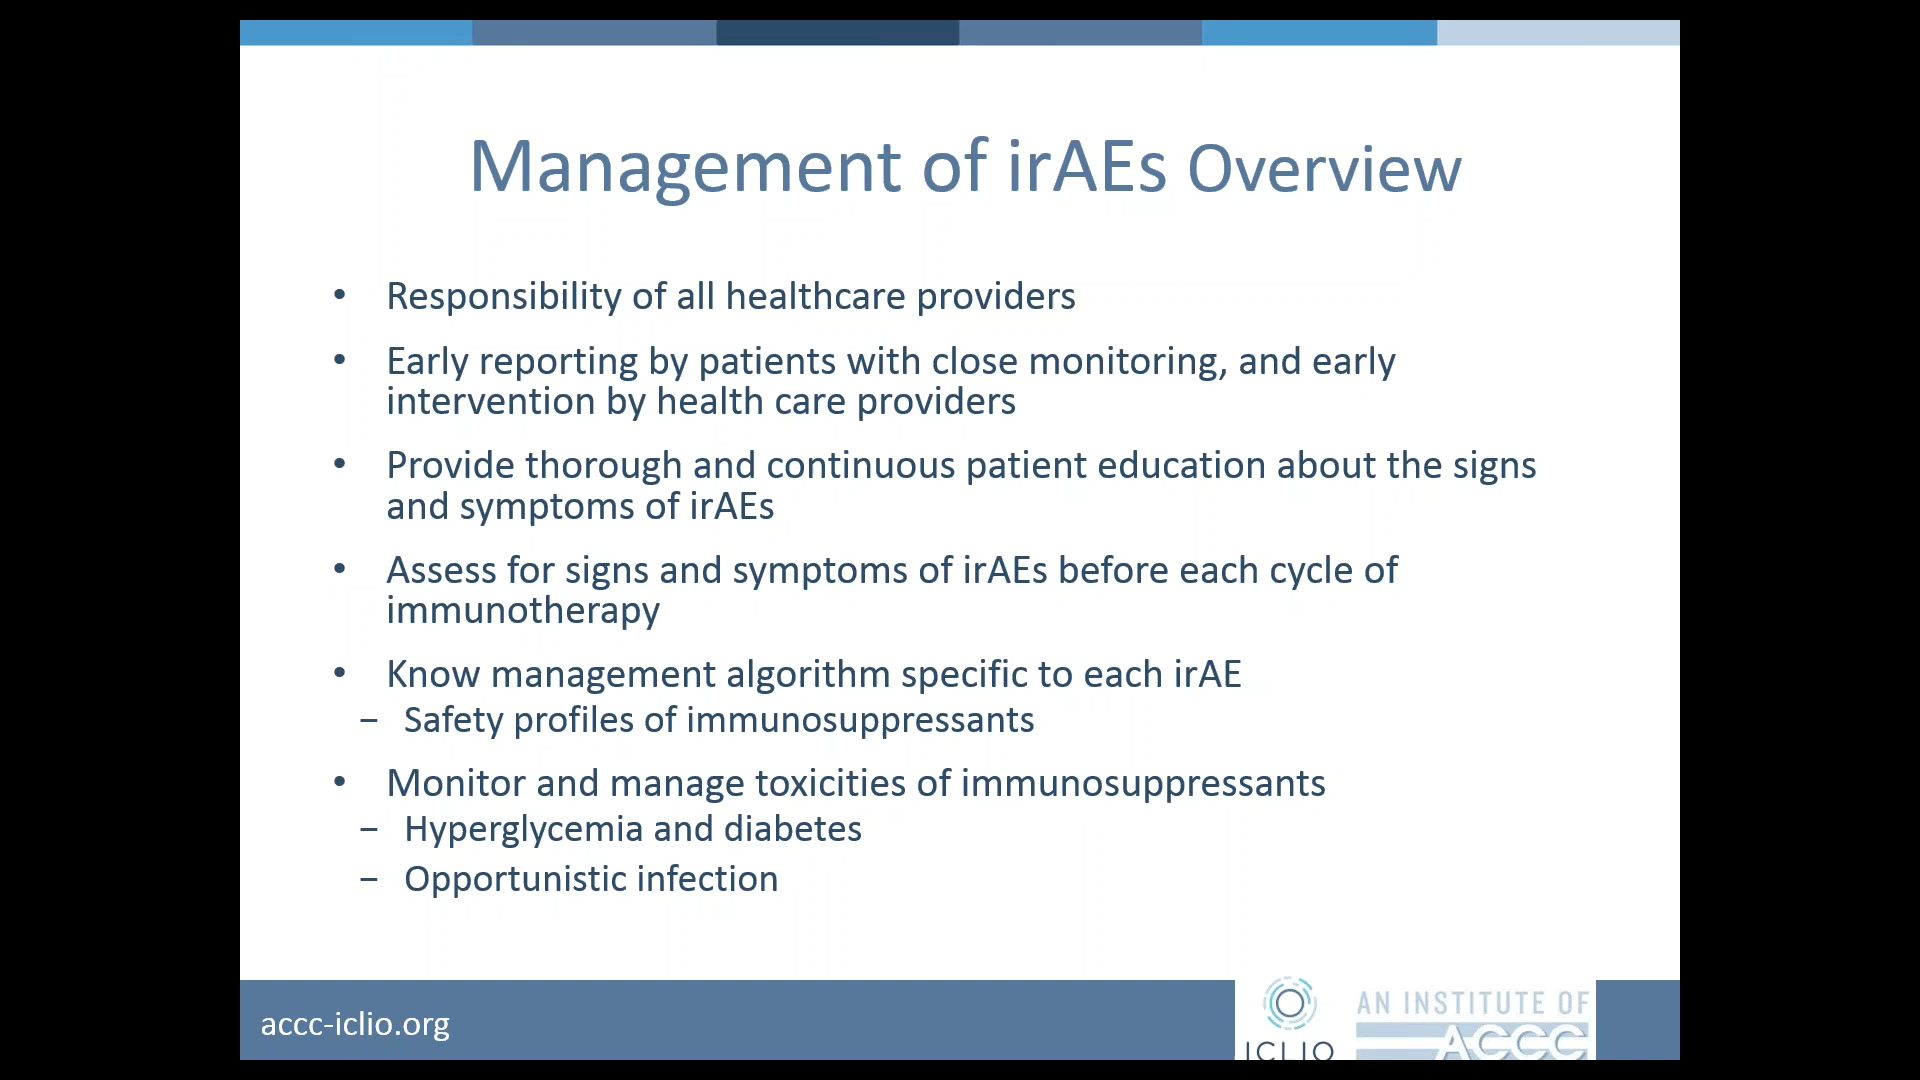 Management of irAEs Overview
• Responsibility of all healthcare providers
• Early reporting by patients with close monitoring, and early
intervention by health care providers
• Provide thorough and continuous patient education about the signs
and symptoms of irAEs
• Assess for signs and symptoms of irAEs before each cycle of
immunotherapy
• Know management algorithm specific to each irAE
– Safety profiles of immunosuppressants
• Monitor and manage toxicities of immunosuppressants
– Hyperglycemia and diabetes
– Opportunistic infection
accc-iclio.org
ICLIO
AN INSTITUTE OF
ACCC